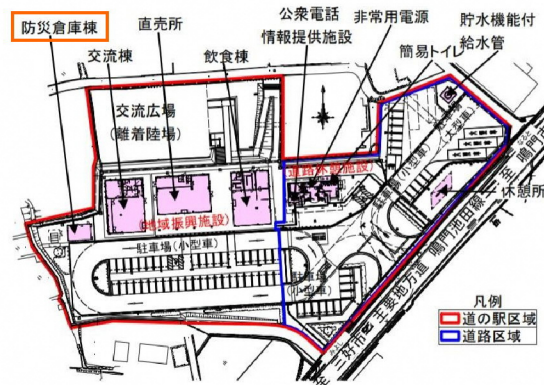 防災倉庫棟
交流棟
直売所
飲食棟
公衆電話
情報提供施設
非常用電源
簡易トイレ
貯水機能付
給水管
交流広場
(離着陸場)
道路休憩施設)
(地域振興施設)
駐車場(小型車)
駐車場
(小型車)
駐車場(小型車)
(大型車)
休憩所
至 鳴門市
主要地方道 鳴門池田線
至 三好市
凡例
道の駅区域
道路区域